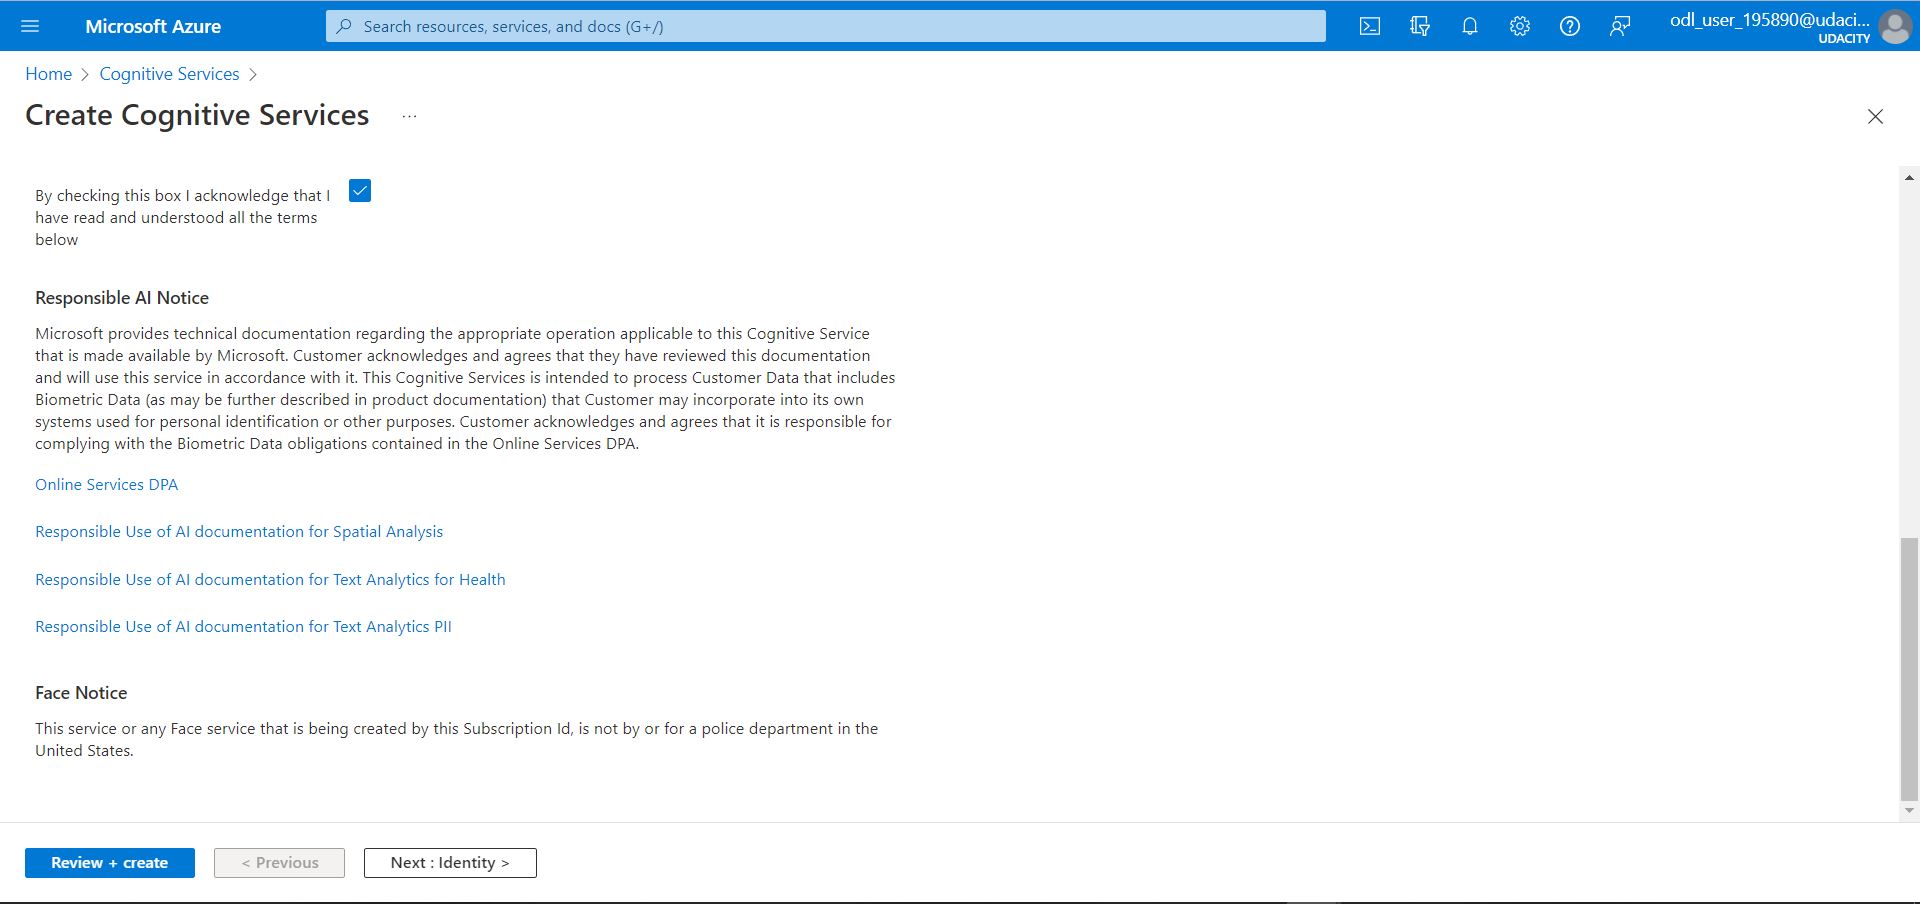 Microsoft Azure
Search resources, services, and docs (G+/)
odl_user_195890@udaci...
UDACITY
Home > Cognitive Services >
Create Cognitive Services ...
By checking this box I acknowledge that I
have read and understood all the terms
below
Responsible AI Notice
Microsoft provides technical documentation regarding the appropriate operation applicable to this Cognitive Service
that is made available by Microsoft. Customer acknowledges and agrees that they have reviewed this documentation
and will use this service in accordance with it. This Cognitive Services is intended to process Customer Data that includes
Biometric Data (as may be further described in product documentation) that Customer may incorporate into its own
systems used for personal identification or other purposes. Customer acknowledges and agrees that it is responsible for
complying with the Biometric Data obligations contained in the Online Services DPA.
Online Services DPA
Responsible Use of AI documentation for Spatial Analysis
Responsible Use of AI documentation for Text Analytics for Health
Responsible Use of AI documentation for Text Analytics PII
Face Notice
This service or any Face service that is being created by this Subscription Id, is not by or for a police department in the
United States.
Review + create
< Previous
Next : Identity >